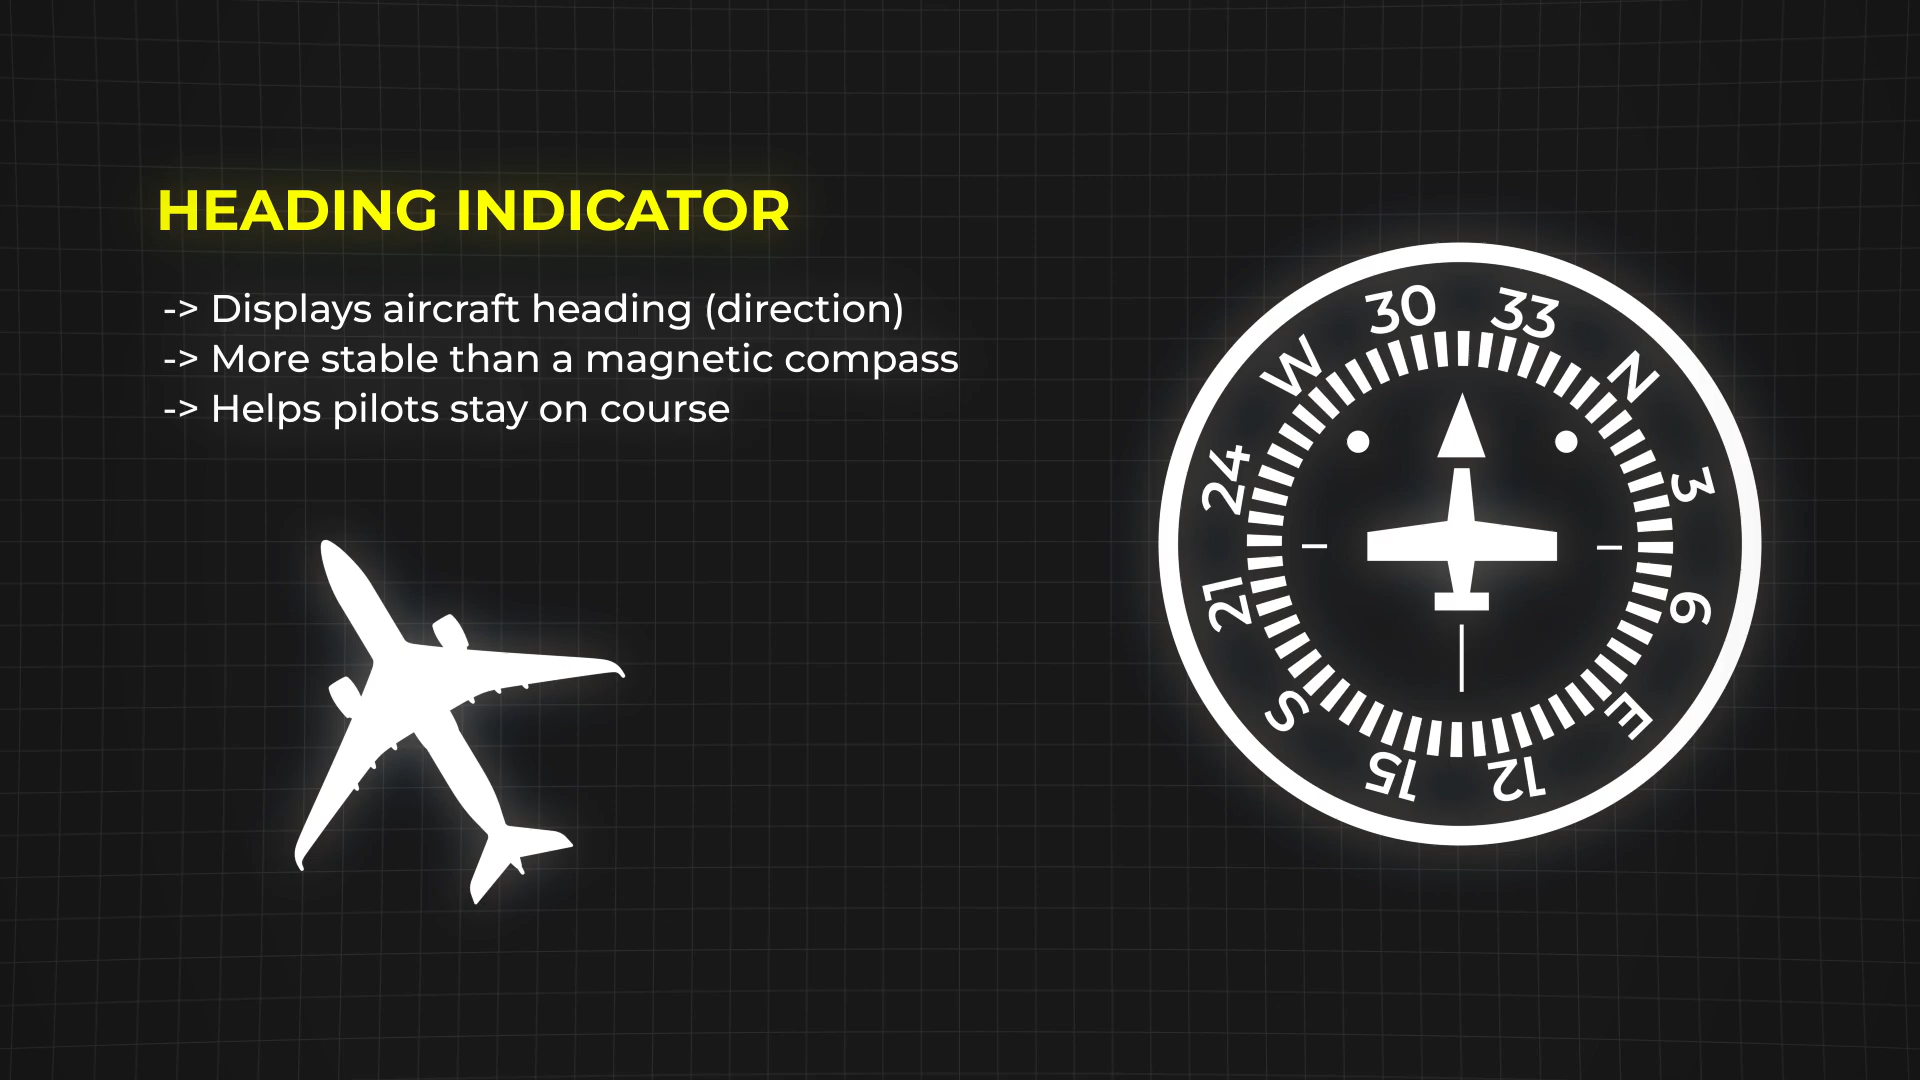 HEADING INDICATOR
-> Displays aircraft heading (direction)
-> More stable than a magnetic compass
-> Helps pilots stay on course
30
33
N
3
6
E
12
15
S
21
24
W